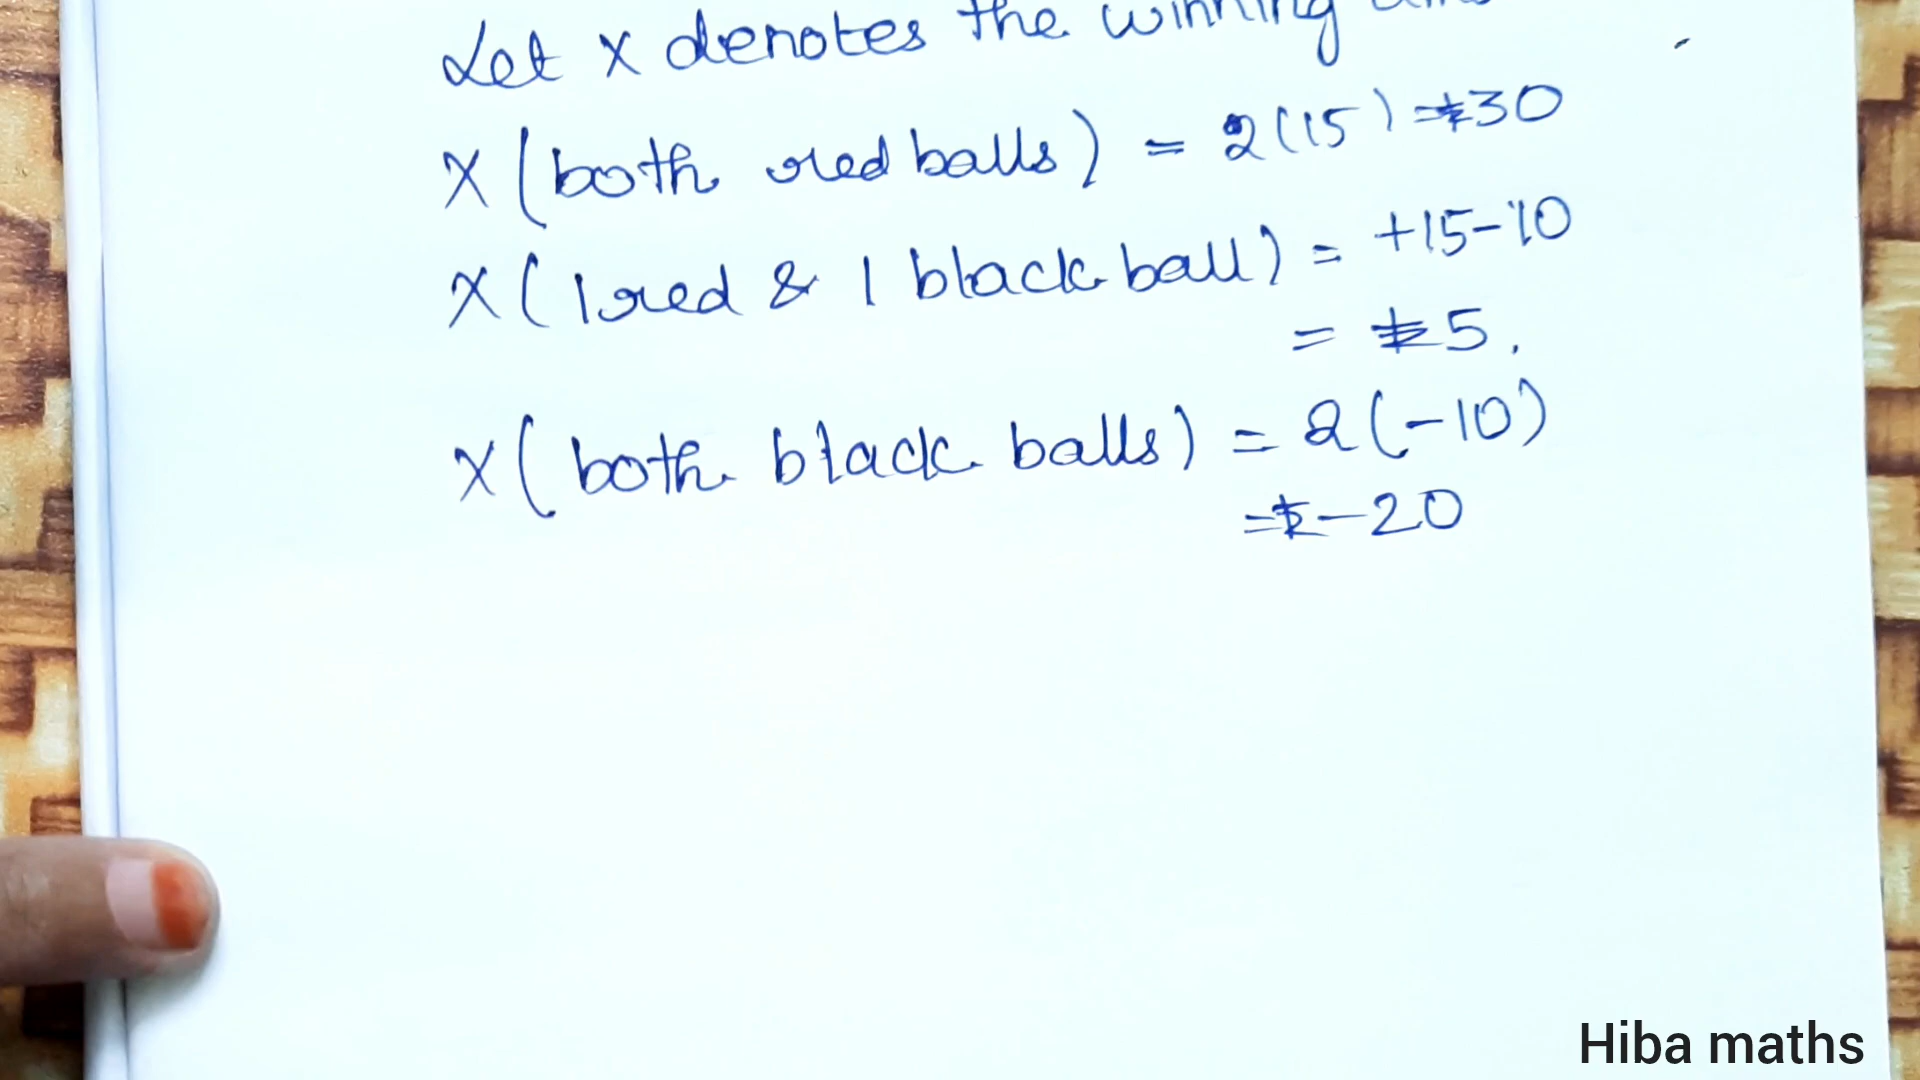 Let X denotes the winning
X (both red balls) = 2(15) = ₹30
X (1 red & 1 black ball) = +15-10
= ₹5.
X (both black balls) = 2(-10)
= ₹-20
Hiba maths